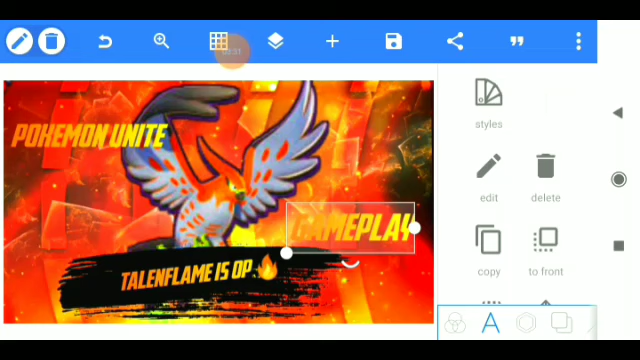 styles
POKEMON UNITE
edit
delete
GAMEPLAY
TALENFLAME IS OP 🔥
copy
to front
A